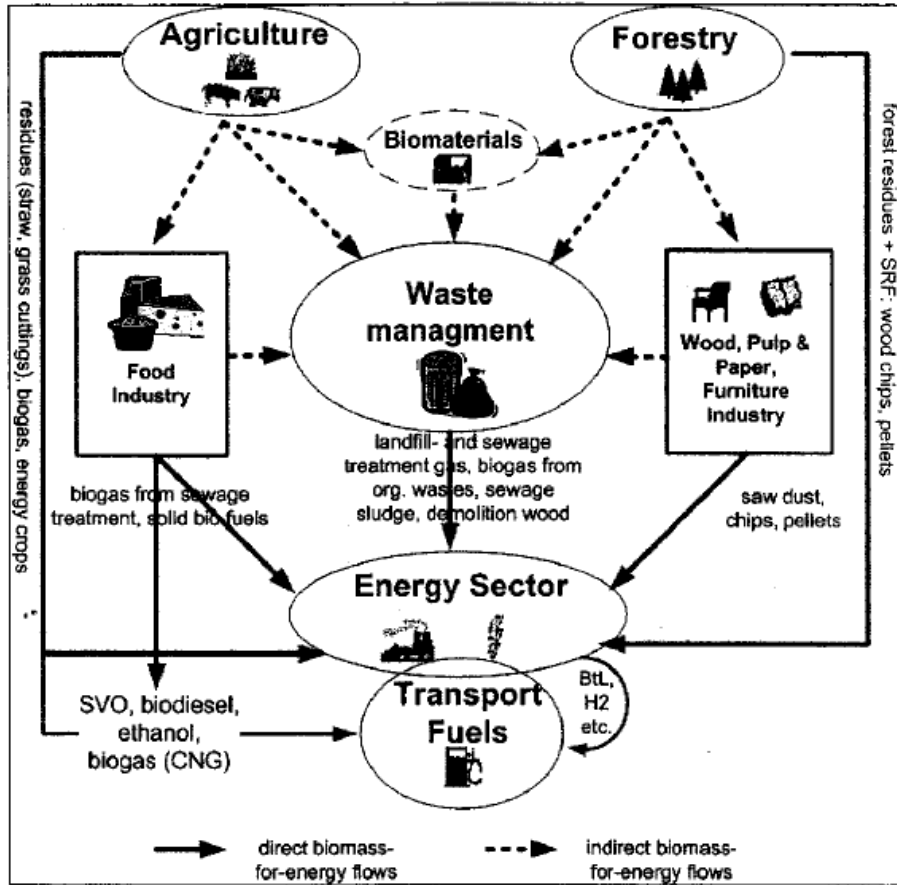 Agriculture
Forestry
Biomaterials
residues (straw, grass cuttings), biogas, energy crops
forest residues + SRF: wood chips, pellets
Waste
managment
Food
Industry
Wood, Pulp &
Paper,
Furniture
Industry
landfill- and sewage
treatment gas, biogas from
org. wastes, sewage
sludge, demolition wood
biogas from sewage
treatment, solid bio fuels
saw dust,
chips, pellets
Energy Sector
BtL,
H2
etc.
Transport
Fuels
SVO, biodiesel,
ethanol,
biogas (CNG)
direct biomass-
for-energy flows
indirect biomass-
for-energy flows